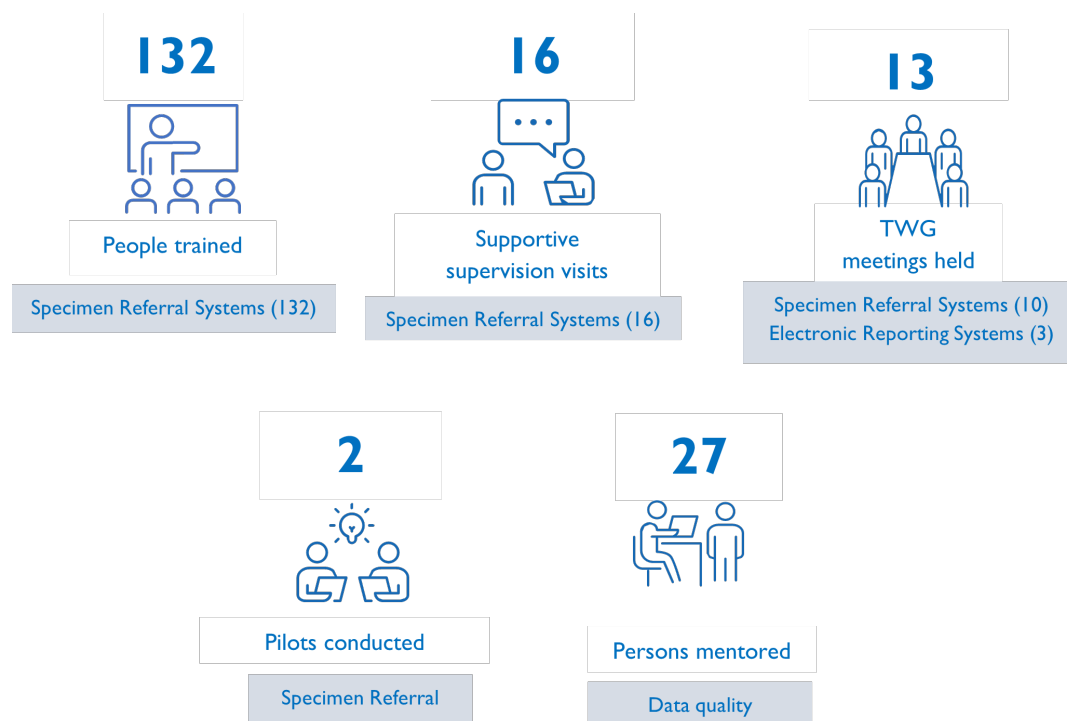 132
People trained
Specimen Referral Systems (132)
16
Supportive
supervision visits
Specimen Referral Systems (16)
13
TWG
meetings held
Specimen Referral Systems (10)
Electronic Reporting Systems (3)
2
Pilots conducted
Specimen Referral
27
Persons mentored
Data quality